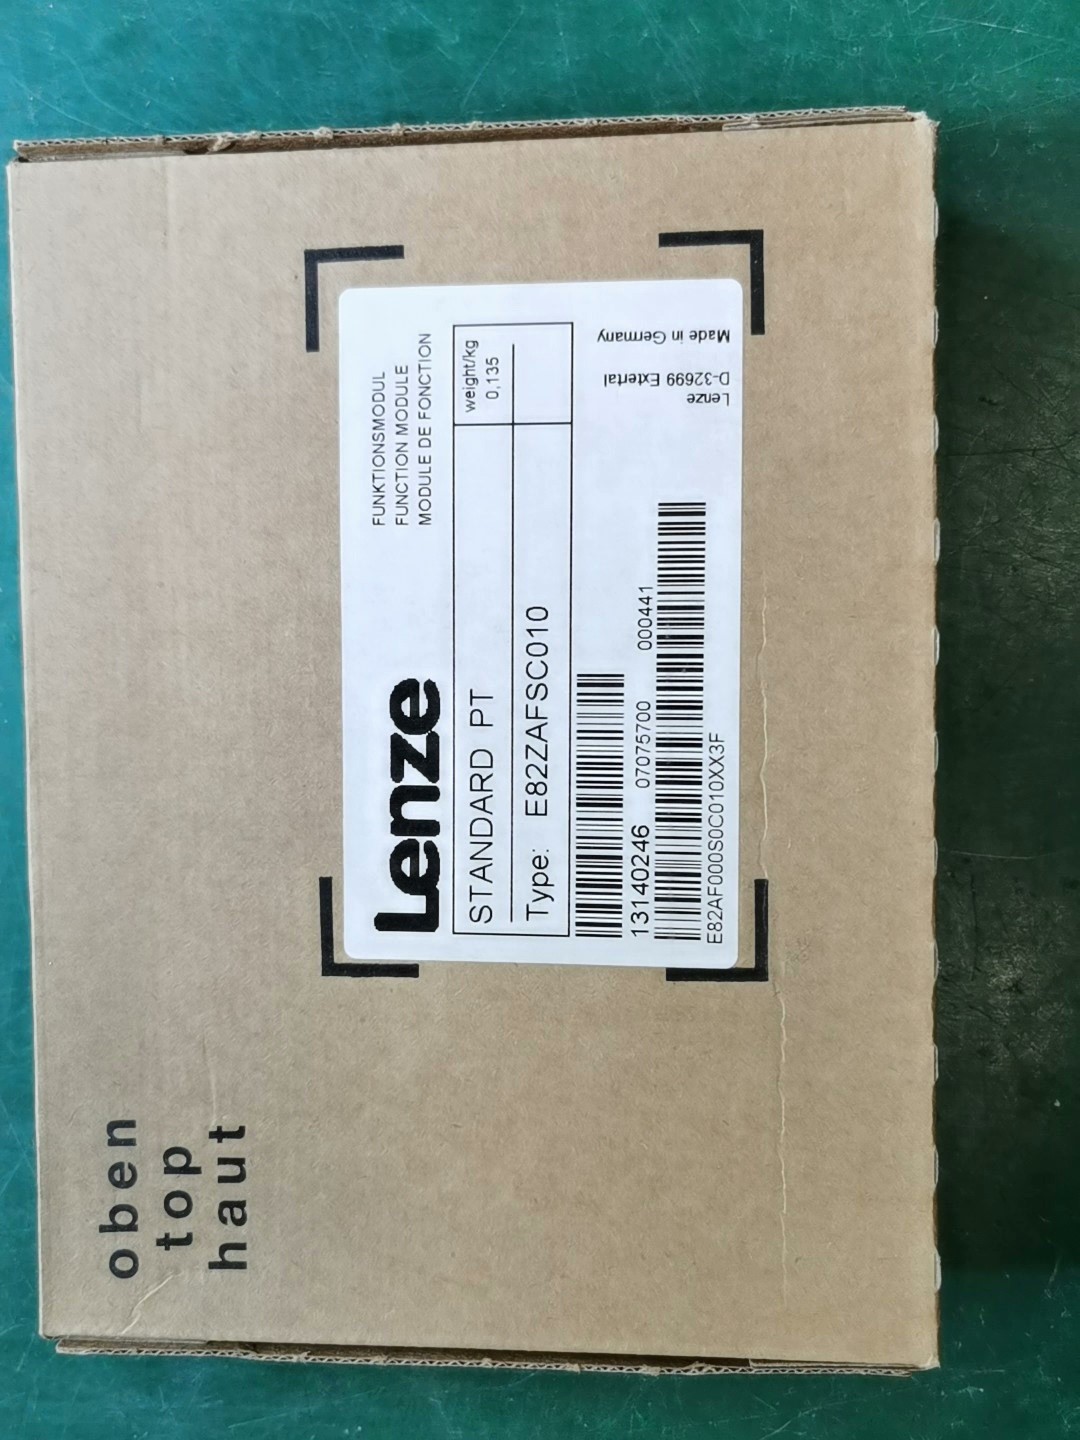 oben
top
haut
Lenze
FUNKTIONSMODUL
FUNCTION MODULE
MODULE DE FONCTION
STANDARD PT
weight/kg
0,135
Type: E82ZAFSC010
13140246 07075700 000441
E82AF000S0C010XX3F
Lenze
D-32699 Extertal
Made in Germany